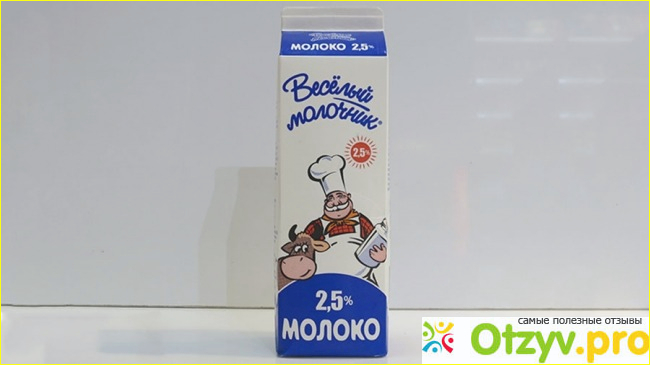 МОЛОКО 2,5%
Весёлый
молочник®
2,5%
2,5%
МОЛОКО
самые полезные отзывы
Otzyv.pro